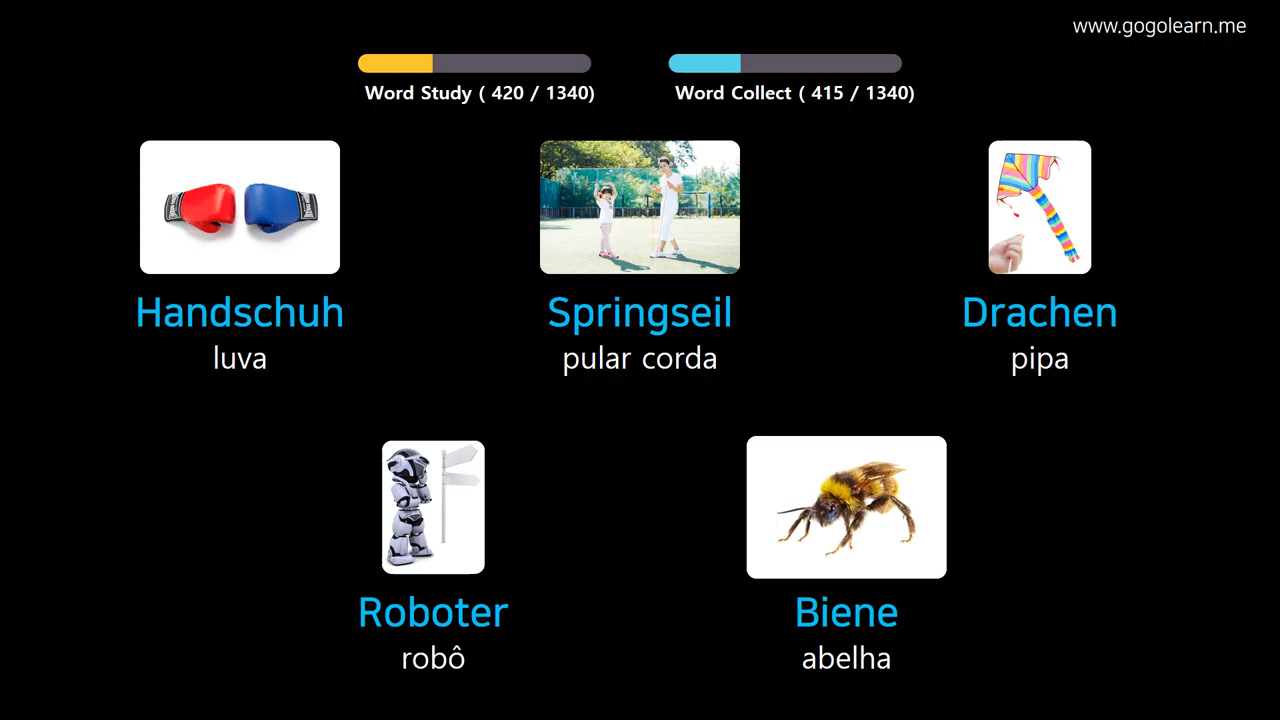 www.gogolearn.me
Word Study ( 420 / 1340)
Word Collect ( 415 / 1340)
Handschuh
luva
Springseil
pular corda
Drachen
pipa
Roboter
robô
Biene
abelha